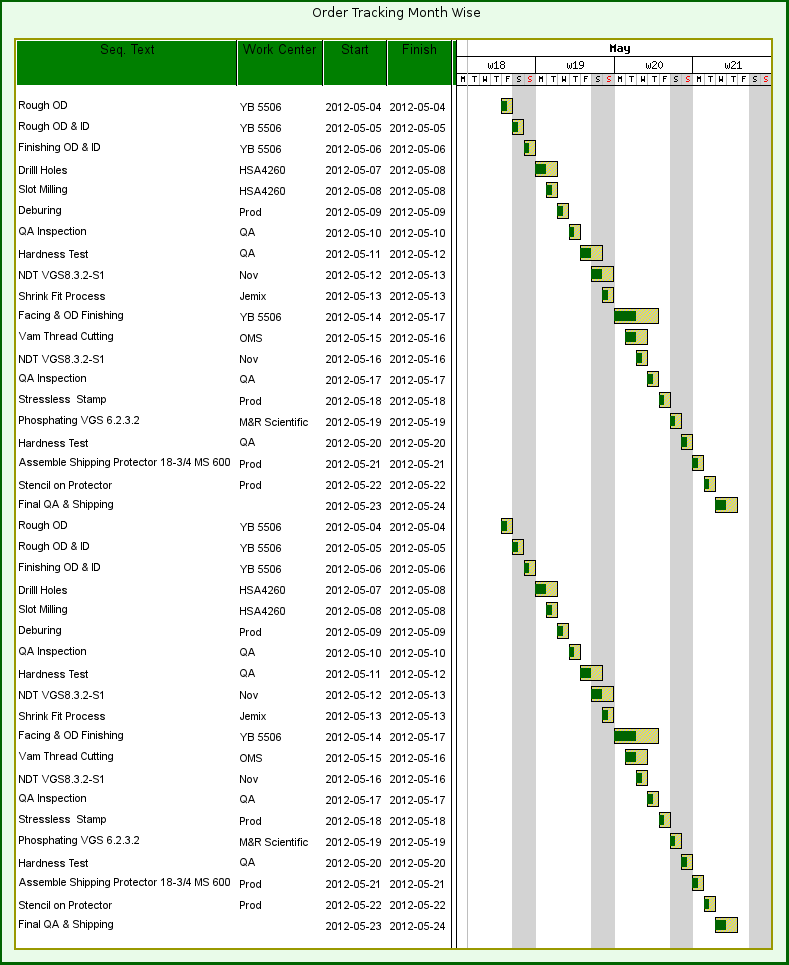 Order Tracking Month Wise
Seq. Text Work Center Start Finish
May
w18 w19 w20 w21
M T W T F S S M T W T F S S M T W T F S S M T W T F S S
Rough OD YB 5506 2012-05-04 2012-05-04
Rough OD & ID YB 5506 2012-05-05 2012-05-05
Finishing OD & ID YB 5506 2012-05-06 2012-05-06
Drilll Holes HSA4260 2012-05-07 2012-05-08
Slot Milling HSA4260 2012-05-08 2012-05-08
Deburing Prod 2012-05-09 2012-05-09
QA Inspection QA 2012-05-10 2012-05-10
Hardness Test QA 2012-05-11 2012-05-12
NDT VGS8.3.2-S1 Nov 2012-05-12 2012-05-13
Shrink Fit Process Jemix 2012-05-13 2012-05-13
Facing & OD Finishing YB 5506 2012-05-14 2012-05-17
Vam Thread Cutting OMS 2012-05-15 2012-05-16
NDT VGS8.3.2-S1 Nov 2012-05-16 2012-05-16
QA Inspection QA 2012-05-17 2012-05-17
Stressless Stamp Prod 2012-05-18 2012-05-18
Phosphating VGS 6.2.3.2 M&R Scientific 2012-05-19 2012-05-19
Hardness Test QA 2012-05-20 2012-05-20
Assemble Shipping Protector 18-3/4 MS 600 Prod 2012-05-21 2012-05-21
Stencil on Protector Prod 2012-05-22 2012-05-22
Final QA & Shipping 2012-05-23 2012-05-24
Rough OD YB 5506 2012-05-04 2012-05-04
Rough OD & ID YB 5506 2012-05-05 2012-05-05
Finishing OD & ID YB 5506 2012-05-06 2012-05-06
Drilll Holes HSA4260 2012-05-07 2012-05-08
Slot Milling HSA4260 2012-05-08 2012-05-08
Deburing Prod 2012-05-09 2012-05-09
QA Inspection QA 2012-05-10 2012-05-10
Hardness Test QA 2012-05-11 2012-05-12
NDT VGS8.3.2-S1 Nov 2012-05-12 2012-05-13
Shrink Fit Process Jemix 2012-05-13 2012-05-13
Facing & OD Finishing YB 5506 2012-05-14 2012-05-17
Vam Thread Cutting OMS 2012-05-15 2012-05-16
NDT VGS8.3.2-S1 Nov 2012-05-16 2012-05-16
QA Inspection QA 2012-05-17 2012-05-17
Stressless Stamp Prod 2012-05-18 2012-05-18
Phosphating VGS 6.2.3.2 M&R Scientific 2012-05-19 2012-05-19
Hardness Test QA 2012-05-20 2012-05-20
Assemble Shipping Protector 18-3/4 MS 600 Prod 2012-05-21 2012-05-21
Stencil on Protector Prod 2012-05-22 2012-05-22
Final QA & Shipping 2012-05-23 2012-05-24